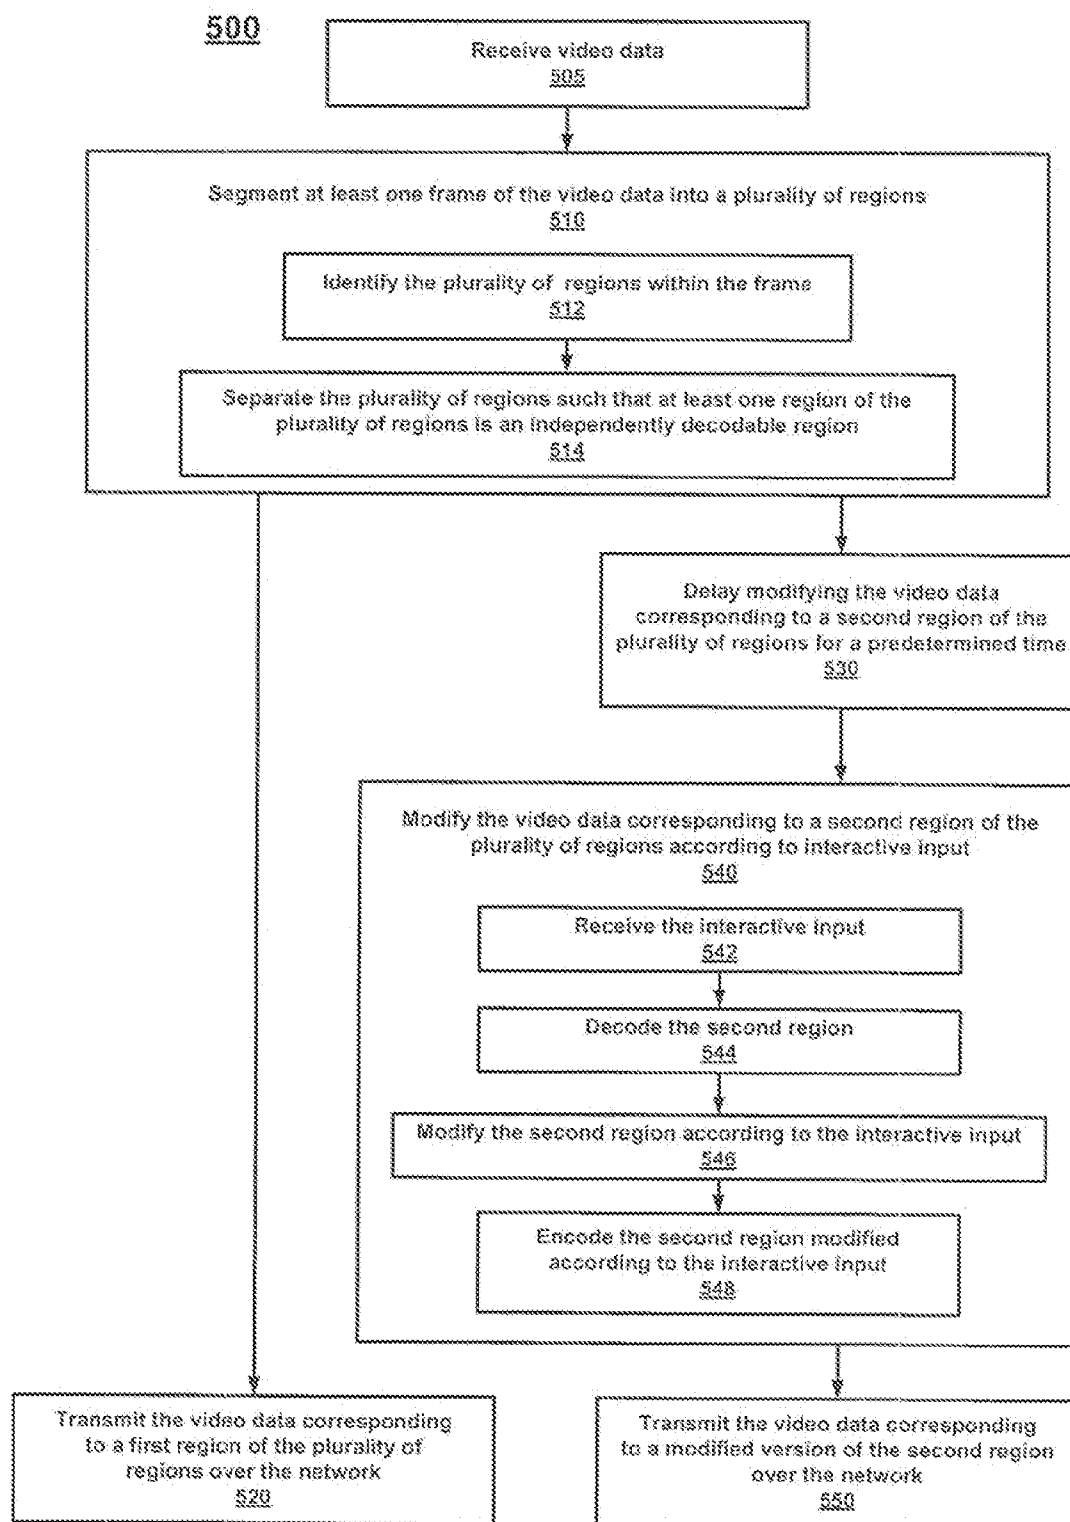 500
Receive video data
505
Segment at least one frame of the video data into a plurality of regions
510
Identify the plurality of regions within the frame
512
Separate the plurality of regions such that at least one region of the
plurality of regions is an independently decodable region
514
Delay modifying the video data
corresponding to a second region of the
plurality of regions for a predetermined time
530
Modify the video data corresponding to a second region of the
plurality of regions according to interactive input
540
Receive the interactive input
542
Decode the second region
544
Modify the second region according to the interactive input
546
Encode the second region modified
according to the interactive input
548
Transmit the video data corresponding
to a first region of the plurality of
regions over the network
520
Transmit the video data corresponding
to a modified version of the second region
over the network
550